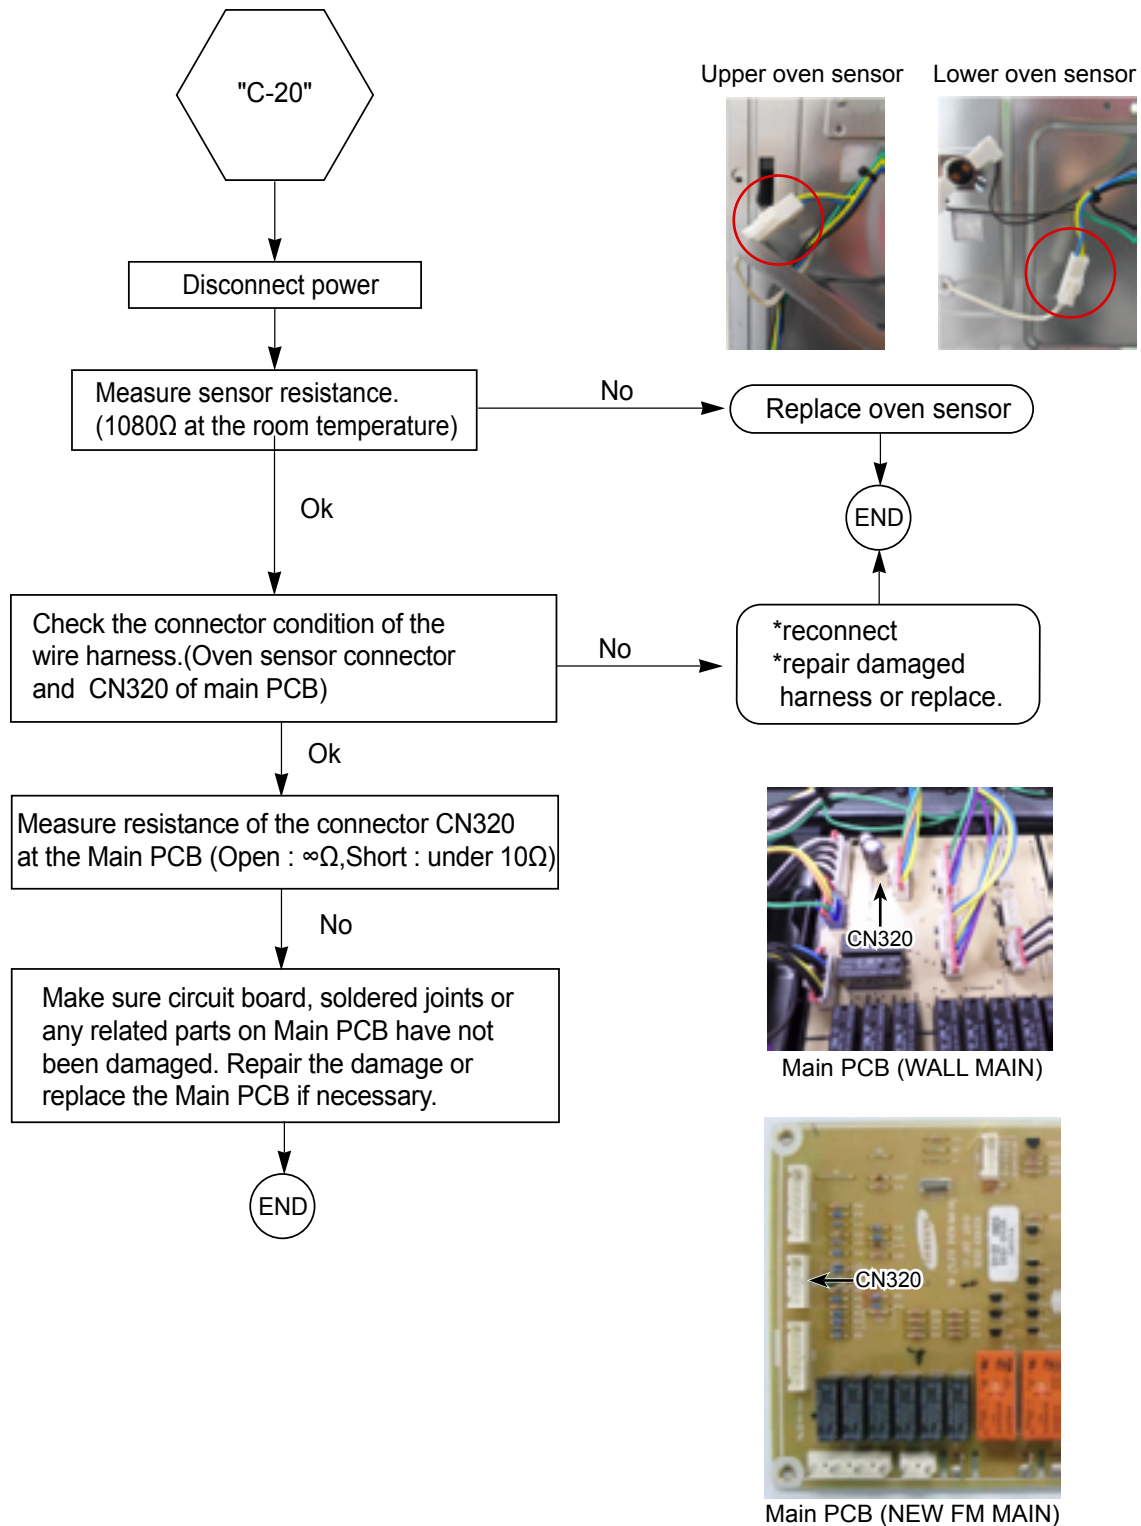 "C-20"
Upper oven sensor
Lower oven sensor
Disconnect power
Measure sensor resistance.
(1080Ω at the room temperature)
No
Replace oven sensor
Ok
END
Check the connector condition of the
wire harness.(Oven sensor connector
and CN320 of main PCB)
No
*reconnect
*repair damaged
harness or replace.
Ok
Measure resistance of the connector CN320
at the Main PCB (Open : ∞Ω,Short : under 10Ω)
No
CN320
Main PCB (WALL MAIN)
Make sure circuit board, soldered joints or
any related parts on Main PCB have not
been damaged. Repair the damage or
replace the Main PCB if necessary.
END
CN320
Main PCB (NEW FM MAIN)